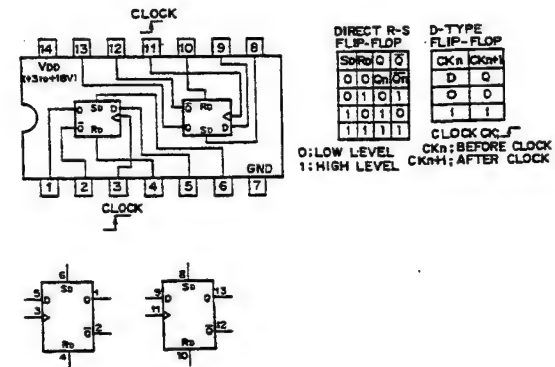 CLOCK
14 13 12 11 10 9 8
VDD
(+3TO+18V)
SD
Q D
Q̅
RD
Q̅ RD
Q D
SD
GND
1 2 3 4 5 6 7
CLOCK
DIRECT R-S
FLIP-FLOP
SD RD Q Q̅
0 0 Qn Q̅n
0 1 0 1
1 0 1 0
1 1 1 1
0: LOW LEVEL
1: HIGH LEVEL
D-TYPE
FLIP-FLOP
CKn CKn+1
D Q
0 0
1 1
CLOCK CK:
CKn: BEFORE CLOCK
CKn+1: AFTER CLOCK
6
SD
5 D Q 1
3
Q̅ 2
RD
4
8
SD
9 D Q 13
11
Q̅ 12
RD
10